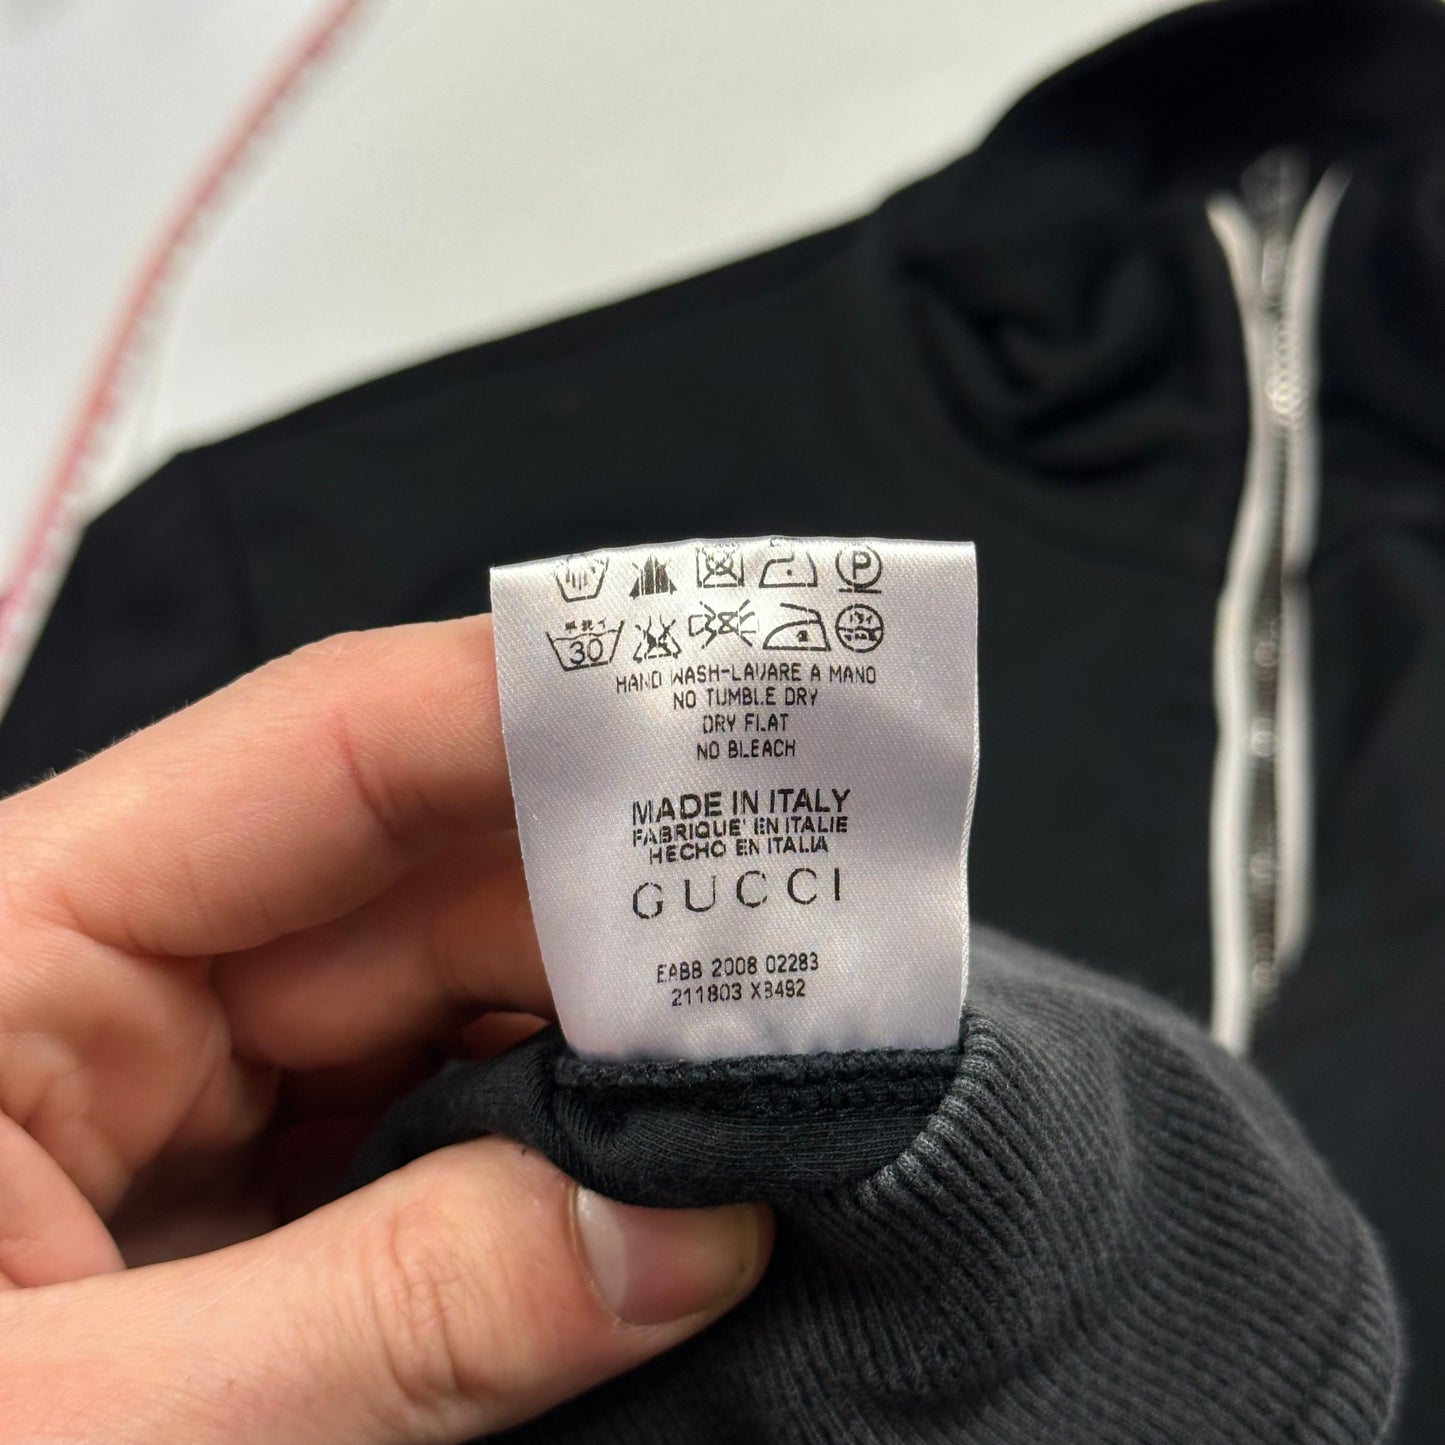 P
30
HAND WASH-LAVARE A MANO
NO TUMBLE DRY
DRY FLAT
NO BLEACH
MADE IN ITALY
FABRIQUE' EN ITALIE
HECHO EN ITALIA
GUCCI
EABB 2008 02283
211803 X3492